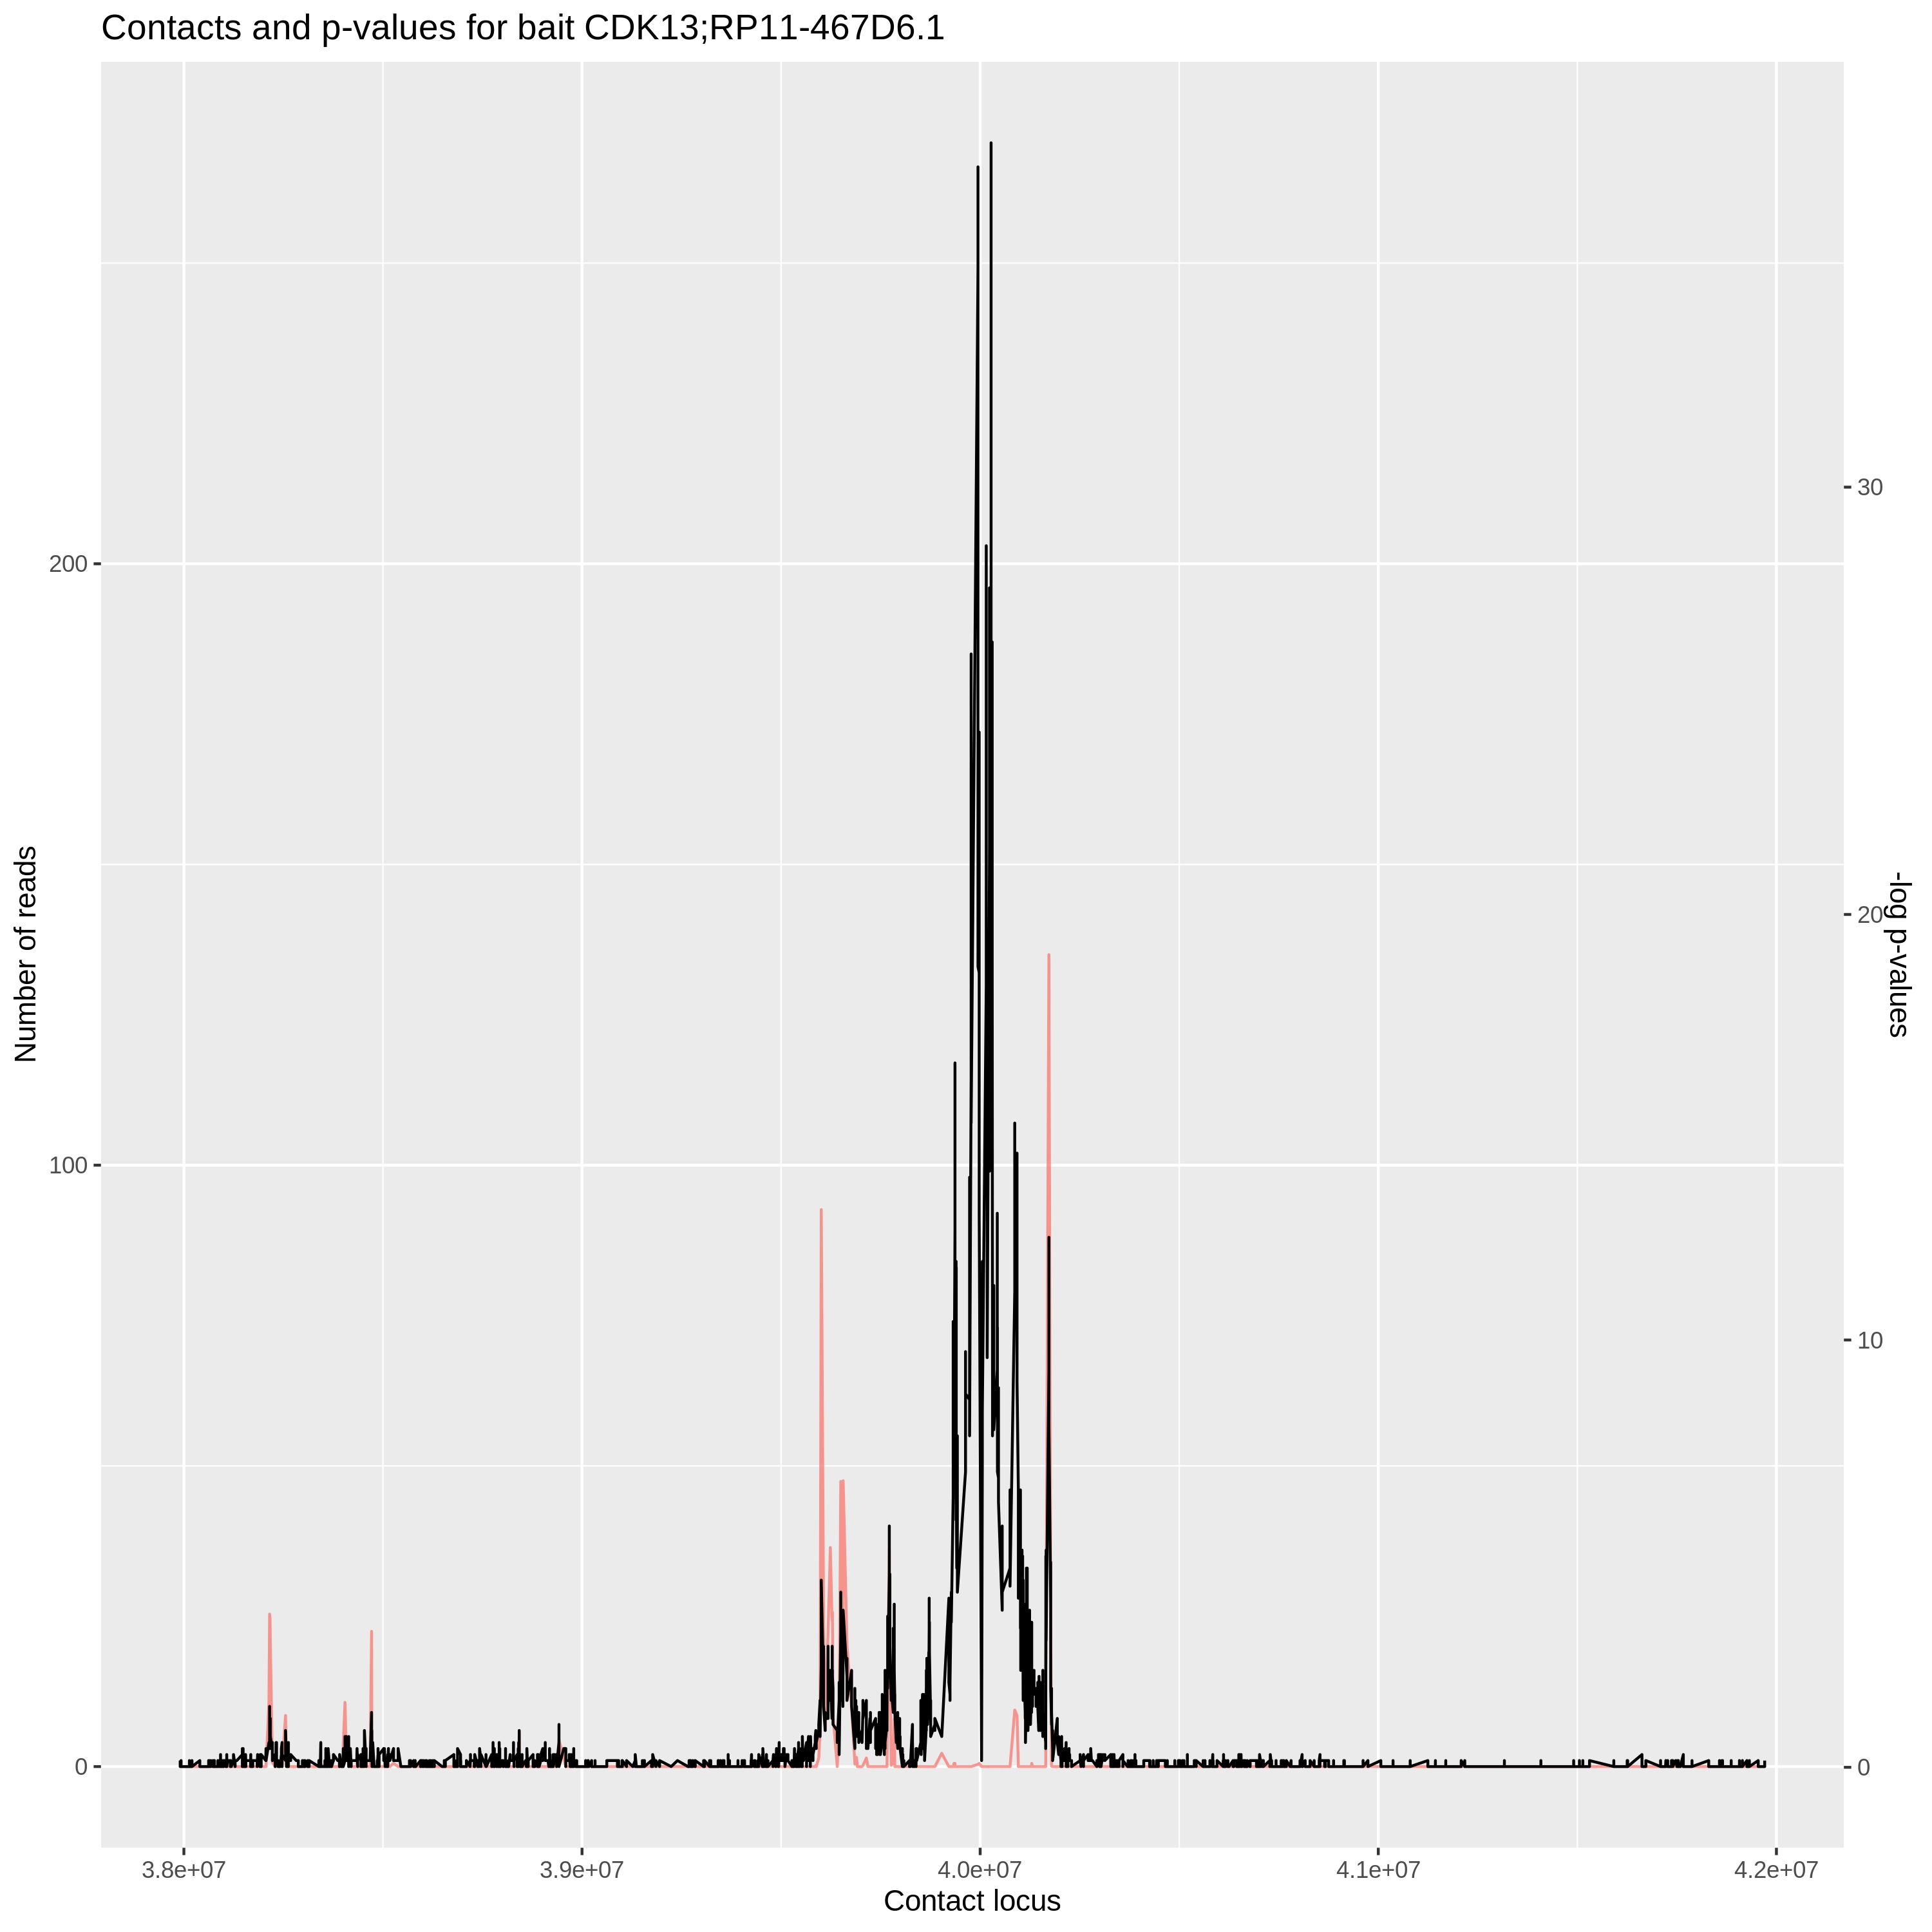 Contacts and p-values for bait CDK13;RP11-467D6.1
Number of reads
200
100
0
30
20
10
0
-log p-values
3.8e+07 3.9e+07 4.0e+07 4.1e+07 4.2e+07
Contact locus